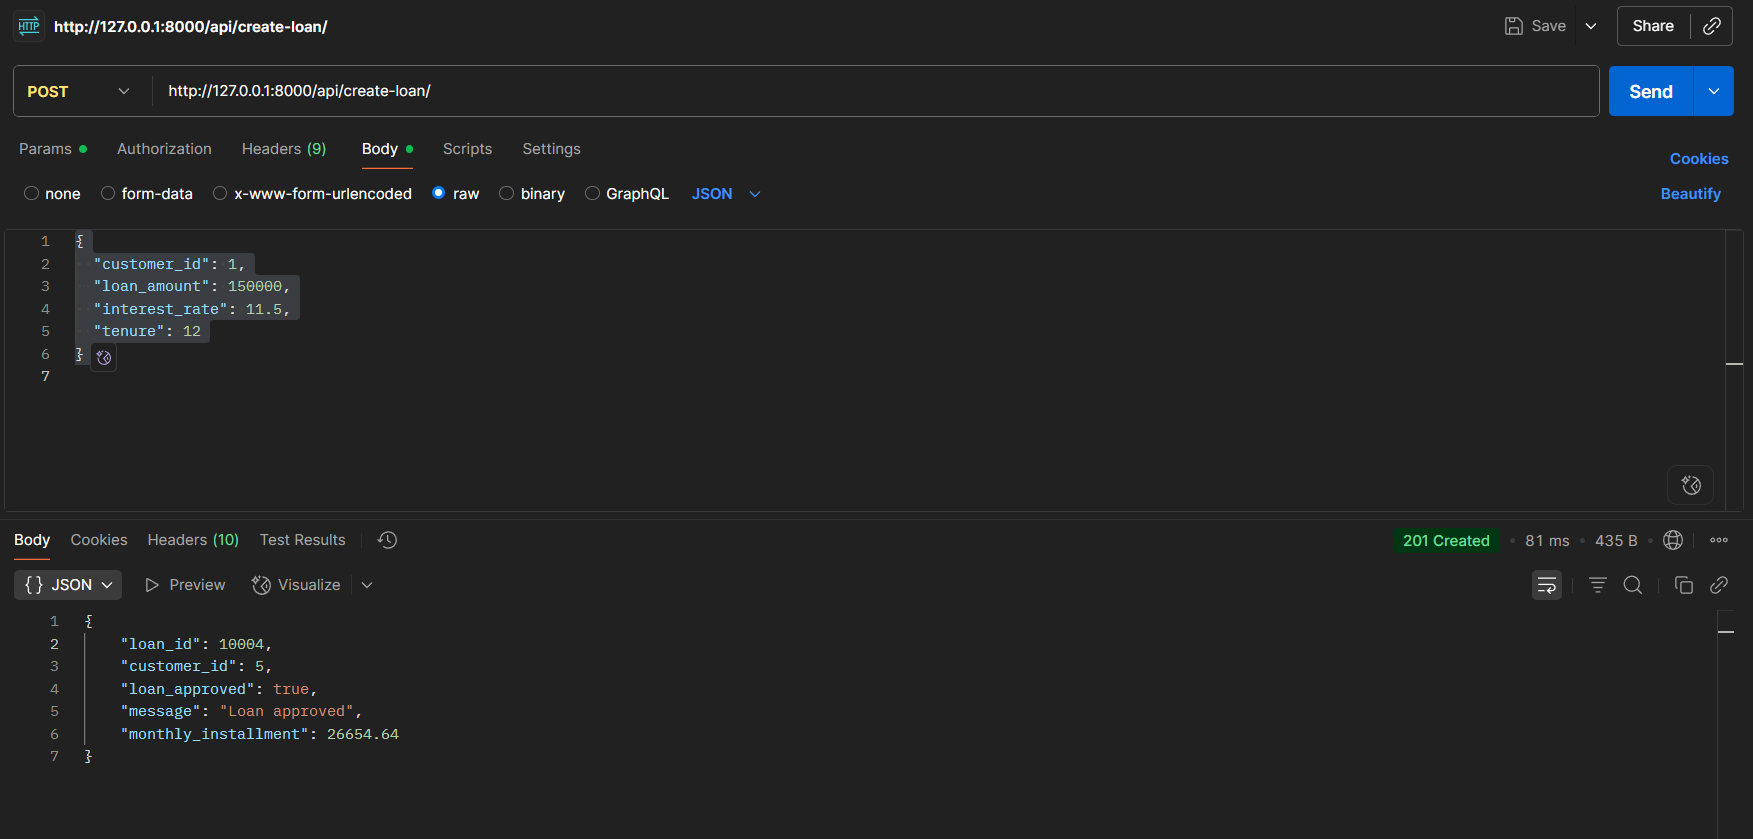 HTTP http://127.0.0.1:8000/api/create-loan/ Save Share
POST http://127.0.0.1:8000/api/create-loan/ Send
Params Authorization Headers (9) Body Scripts Settings Cookies
none form-data x-www-form-urlencoded raw binary GraphQL JSON Beautify
1 {
2 "customer_id": 1,
3 "loan_amount": 150000,
4 "interest_rate": 11.5,
5 "tenure": 12
6 }
7
Body Cookies Headers (10) Test Results 201 Created • 81 ms • 435 B •
{} JSON Preview Visualize
1 {
2 "loan_id": 10004,
3 "customer_id": 5,
4 "loan_approved": true,
5 "message": "Loan approved",
6 "monthly_installment": 26654.64
7 }